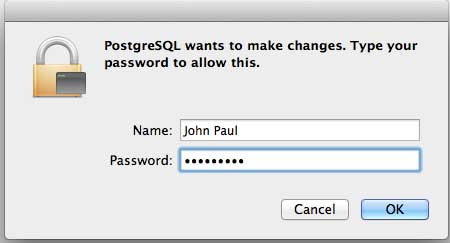 PostgreSQL wants to make changes. Type your
password to allow this.
Name: John Paul
Password: •••••••••
Cancel OK